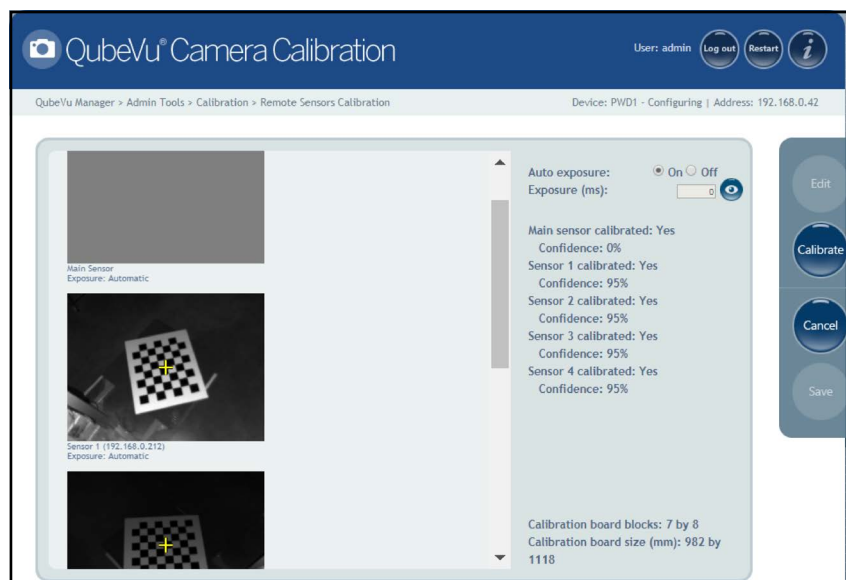 QubeVu® Camera Calibration
User: admin
Log out
Restart
i
QubeVu Manager > Admin Tools > Calibration > Remote Sensors Calibration
Device: PWD1 - Configuring | Address: 192.168.0.42
Main Sensor
Exposure: Automatic
Sensor 1 (192.168.0.212)
Exposure: Automatic
Auto exposure: On Off
Exposure (ms): 0
Main sensor calibrated: Yes
Confidence: 0%
Sensor 1 calibrated: Yes
Confidence: 95%
Sensor 2 calibrated: Yes
Confidence: 95%
Sensor 3 calibrated: Yes
Confidence: 95%
Sensor 4 calibrated: Yes
Confidence: 95%
Calibration board blocks: 7 by 8
Calibration board size (mm): 982 by
1118
Edit
Calibrate
Cancel
Save